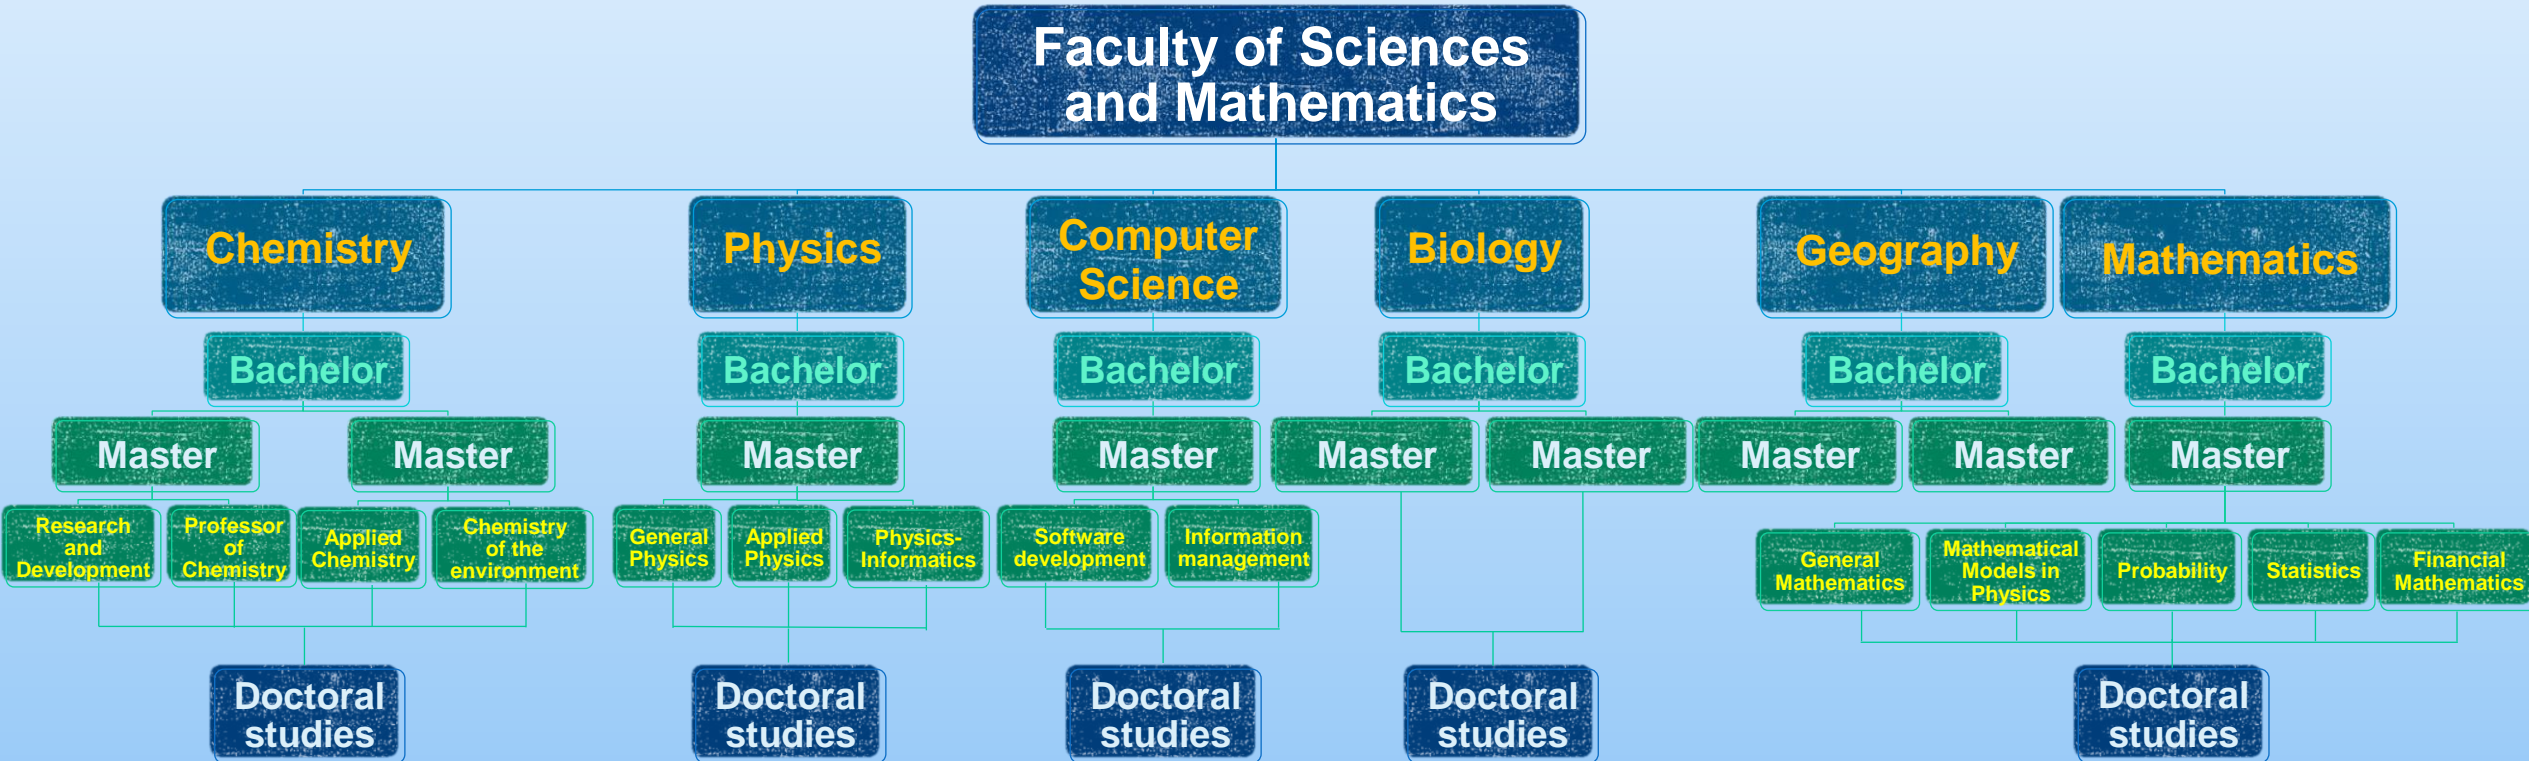 Faculty of Sciences
and Mathematics
Chemistry
Physics
Computer
Science
Biology
Geography
Mathematics
Bachelor
Bachelor
Bachelor
Bachelor
Bachelor
Bachelor
Master
Master
Master
Master
Master
Master
Master
Master
Master
Research
and
Development
Professor
of
Chemistry
Applied
Chemistry
Chemistry
of the
environment
General
Physics
Applied
Physics
Physics-
Informatics
Software
development
Information
management
General
Mathematics
Mathematical
Models in
Physics
Probability
Statistics
Financial
Mathematics
Doctoral
studies
Doctoral
studies
Doctoral
studies
Doctoral
studies
Doctoral
studies